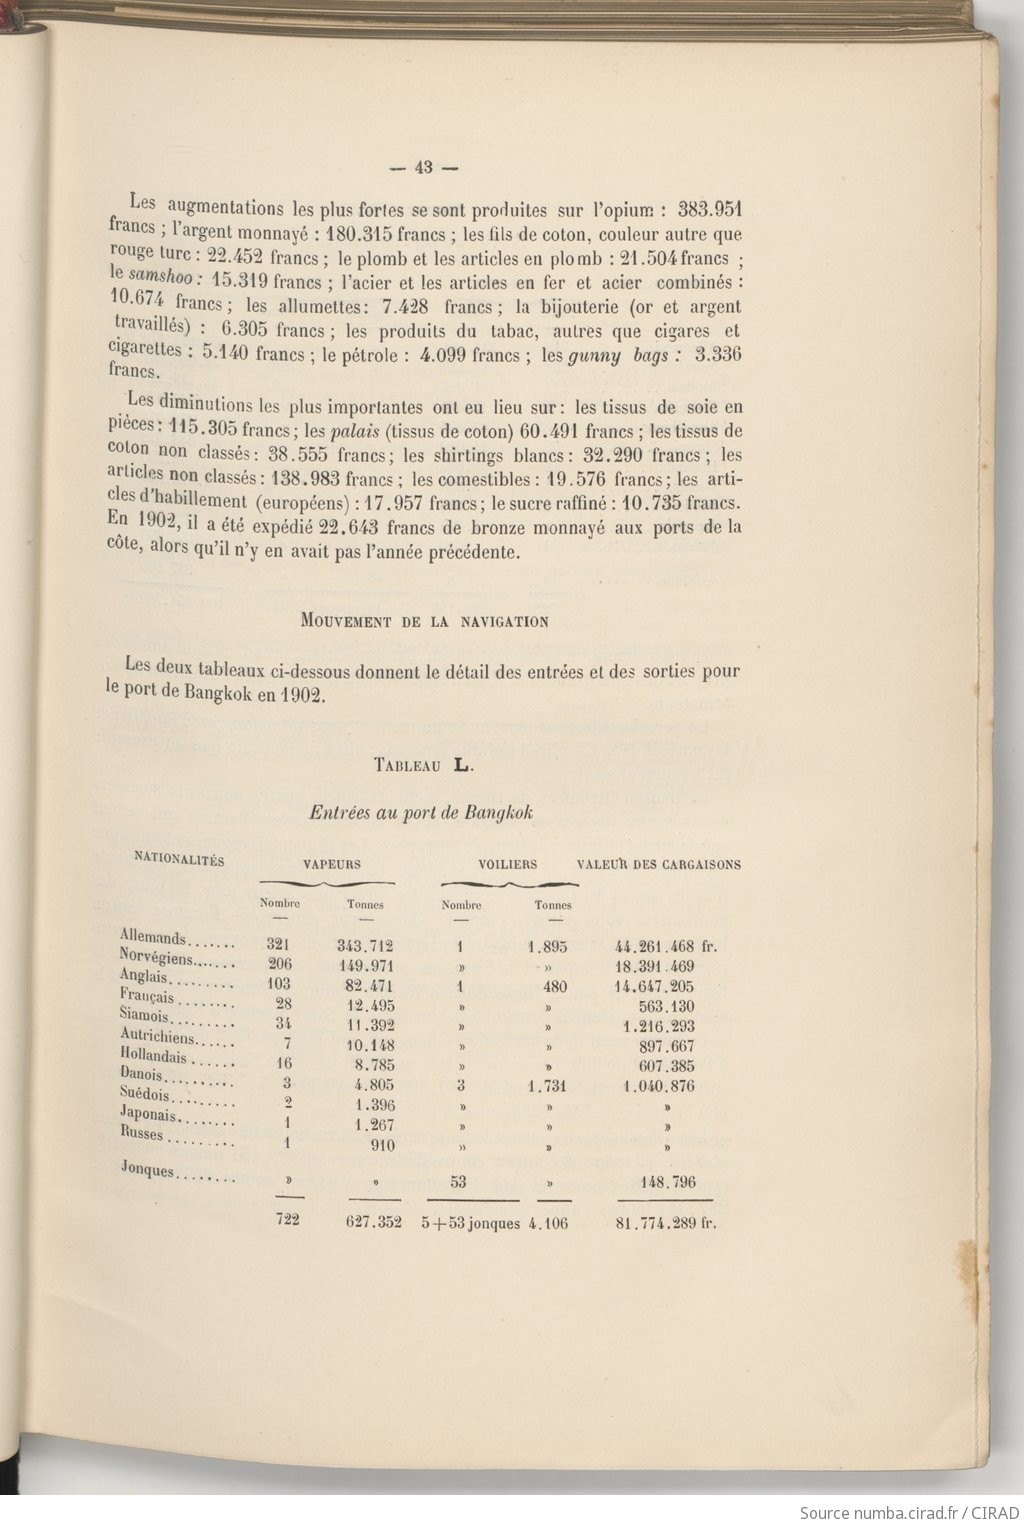 — 43 —
Les augmentations les plus fortes se sont produites sur l'opium : 383.951
francs ; l'argent monnayé : 180.315 francs ; les fils de coton, couleur autre que
rouge turc : 22.452 francs ; le plomb et les articles en plomb : 21.504 francs ;
le samshoo : 15.319 francs ; l'acier et les articles en fer et acier combinés :
10.674 francs ; les allumettes : 7.428 francs ; la bijouterie (or et argent
travaillés) : 6.305 francs ; les produits du tabac, autres que cigares et
cigarettes : 5.140 francs ; le pétrole : 4.099 francs ; les gunny bags : 3.336
francs.
Les diminutions les plus importantes ont eu lieu sur : les tissus de soie en
pièces : 115.305 francs ; les palais (tissus de coton) 60.491 francs ; les tissus de
coton non classés : 38.555 francs ; les shirtings blancs : 32.290 francs ; les
articles non classés : 138.983 francs ; les comestibles : 19.576 francs ; les arti-
cles d'habillement (européens) : 17.957 francs ; le sucre raffiné : 10.735 francs.
En 1902, il a été expédié 22.643 francs de bronze monnayé aux ports de la
côte, alors qu'il n'y en avait pas l'année précédente.
MOUVEMENT DE LA NAVIGATION
Les deux tableaux ci-dessous donnent le détail des entrées et des sorties pour
le port de Bangkok en 1902.
TABLEAU L.
Entrées au port de Bangkok
NATIONALITÉS VAPEURS VOILIERS VALEUR DES CARGAISONS
Nombre Tonnes Nombre Tonnes
Allemands....... 321 343.712 1 1.895 44.261.468 fr.
Norvégiens...... 206 149.971 » » 18.391.469
Anglais......... 103 82.471 1 480 14.647.205
Français ........ 28 12.495 » » 563.130
Siamois......... 34 11.392 » » 1.216.293
Autrichiens...... 7 10.148 » » 897.667
Hollandais ...... 16 8.785 » » 607.385
Danois.......... 3 4.805 3 1.731 1.040.876
Suédois......... 2 1.396 » » »
Japonais........ 1 1.267 » » »
Russes ......... 1 910 » » »
Jonques........ » » 53 » 148.796
722 627.352 5+53 jonques 4.106 81.774.289 fr.
Source numba.cirad.fr / CIRAD